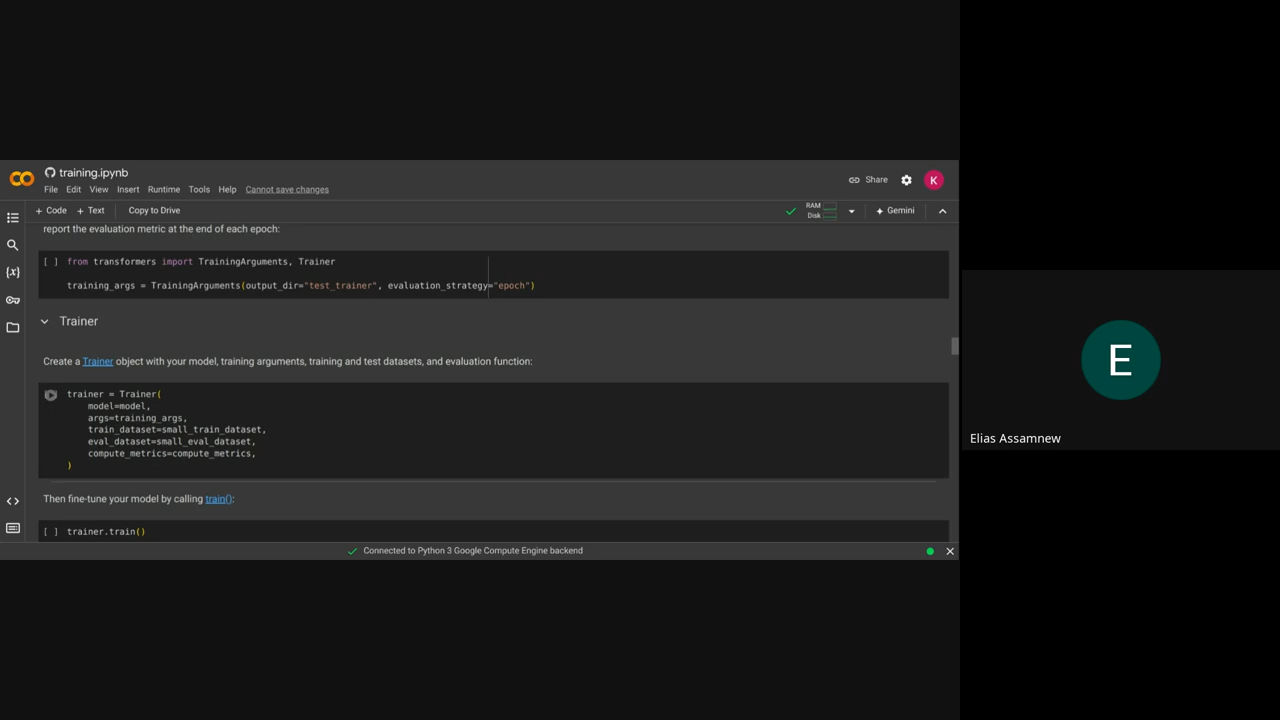 training.ipynb
File Edit View Insert Runtime Tools Help Cannot save changes
Share
K
+ Code + Text Copy to Drive
RAM
Disk
Gemini
report the evaluation metric at the end of each epoch:
[ ] from transformers import TrainingArguments, Trainer
training_args = TrainingArguments(output_dir="test_trainer", evaluation_strategy="epoch")
Trainer
Create a Trainer object with your model, training arguments, training and test datasets, and evaluation function:
trainer = Trainer(
model=model,
args=training_args,
train_dataset=small_train_dataset,
eval_dataset=small_eval_dataset,
compute_metrics=compute_metrics,
)
Then fine-tune your model by calling train():
[ ] trainer.train()
Connected to Python 3 Google Compute Engine backend
E
Elias Assamnew